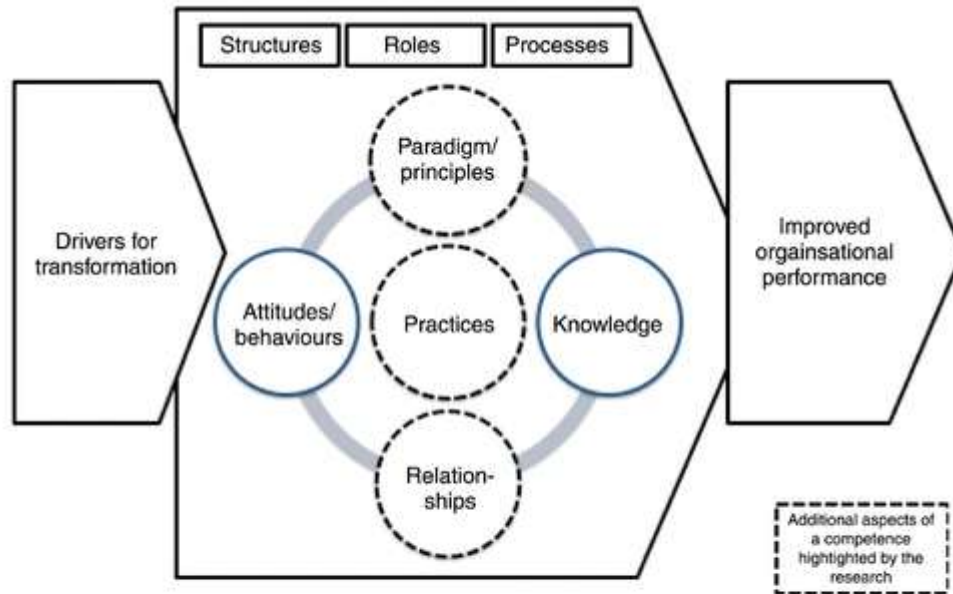 Structures
Roles
Processes
Paradigm/
principles
Drivers for
transformation
Attitudes/
behaviours
Practices
Knowledge
Relation-
ships
Improved
orgainsational
performance
Additional aspects of
a competence
highlighted by the
research